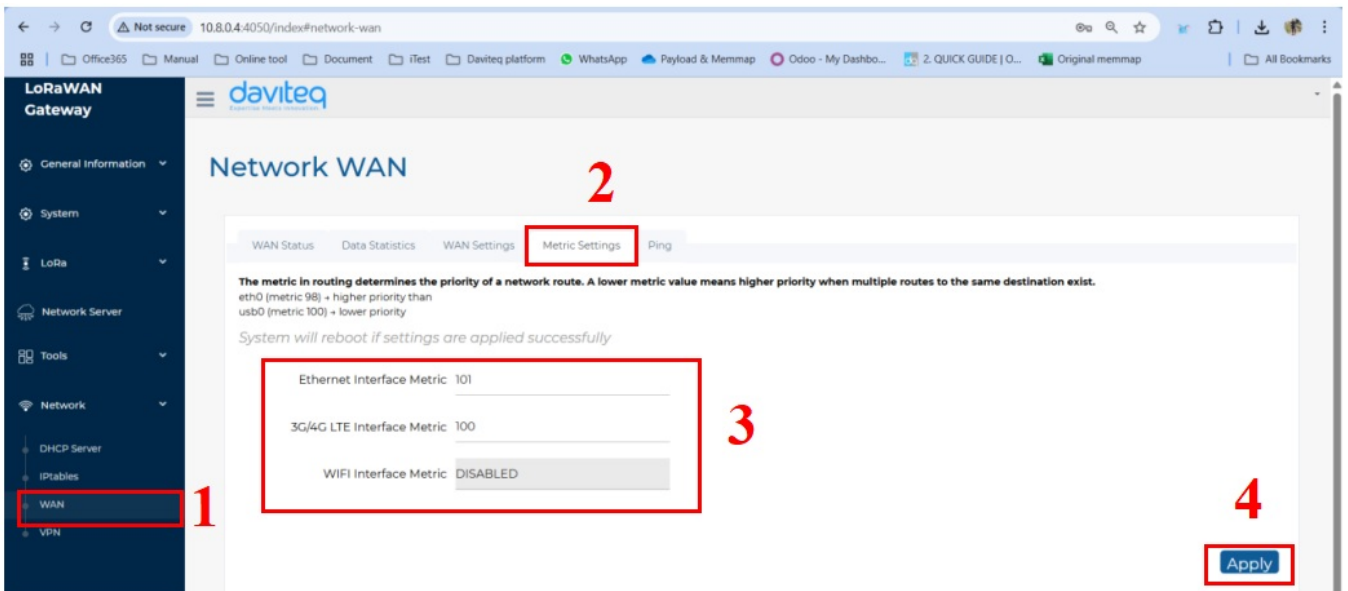 Not secure 10.8.0.4:4050/index#network-wan
Office365 Manual Online tool Document iTest Daviteq platform WhatsApp Payload & Memmap Odoo - My Dashbo... 2. QUICK GUIDE | O... Original memmap All Bookmarks
LoRaWAN
Gateway
daviteq
General Information
System
LoRa
Network Server
Tools
Network
DHCP Server
IPtables
WAN
VPN
1
Network WAN
2
WAN Status Data Statistics WAN Settings Metric Settings Ping
The metric in routing determines the priority of a network route. A lower metric value means higher priority when multiple routes to the same destination exist.
eth0 (metric 98) → higher priority than
usb0 (metric 100) → lower priority
System will reboot if settings are applied successfully
Ethernet Interface Metric 101
3G/4G LTE Interface Metric 100
WIFI Interface Metric DISABLED
3
4
Apply